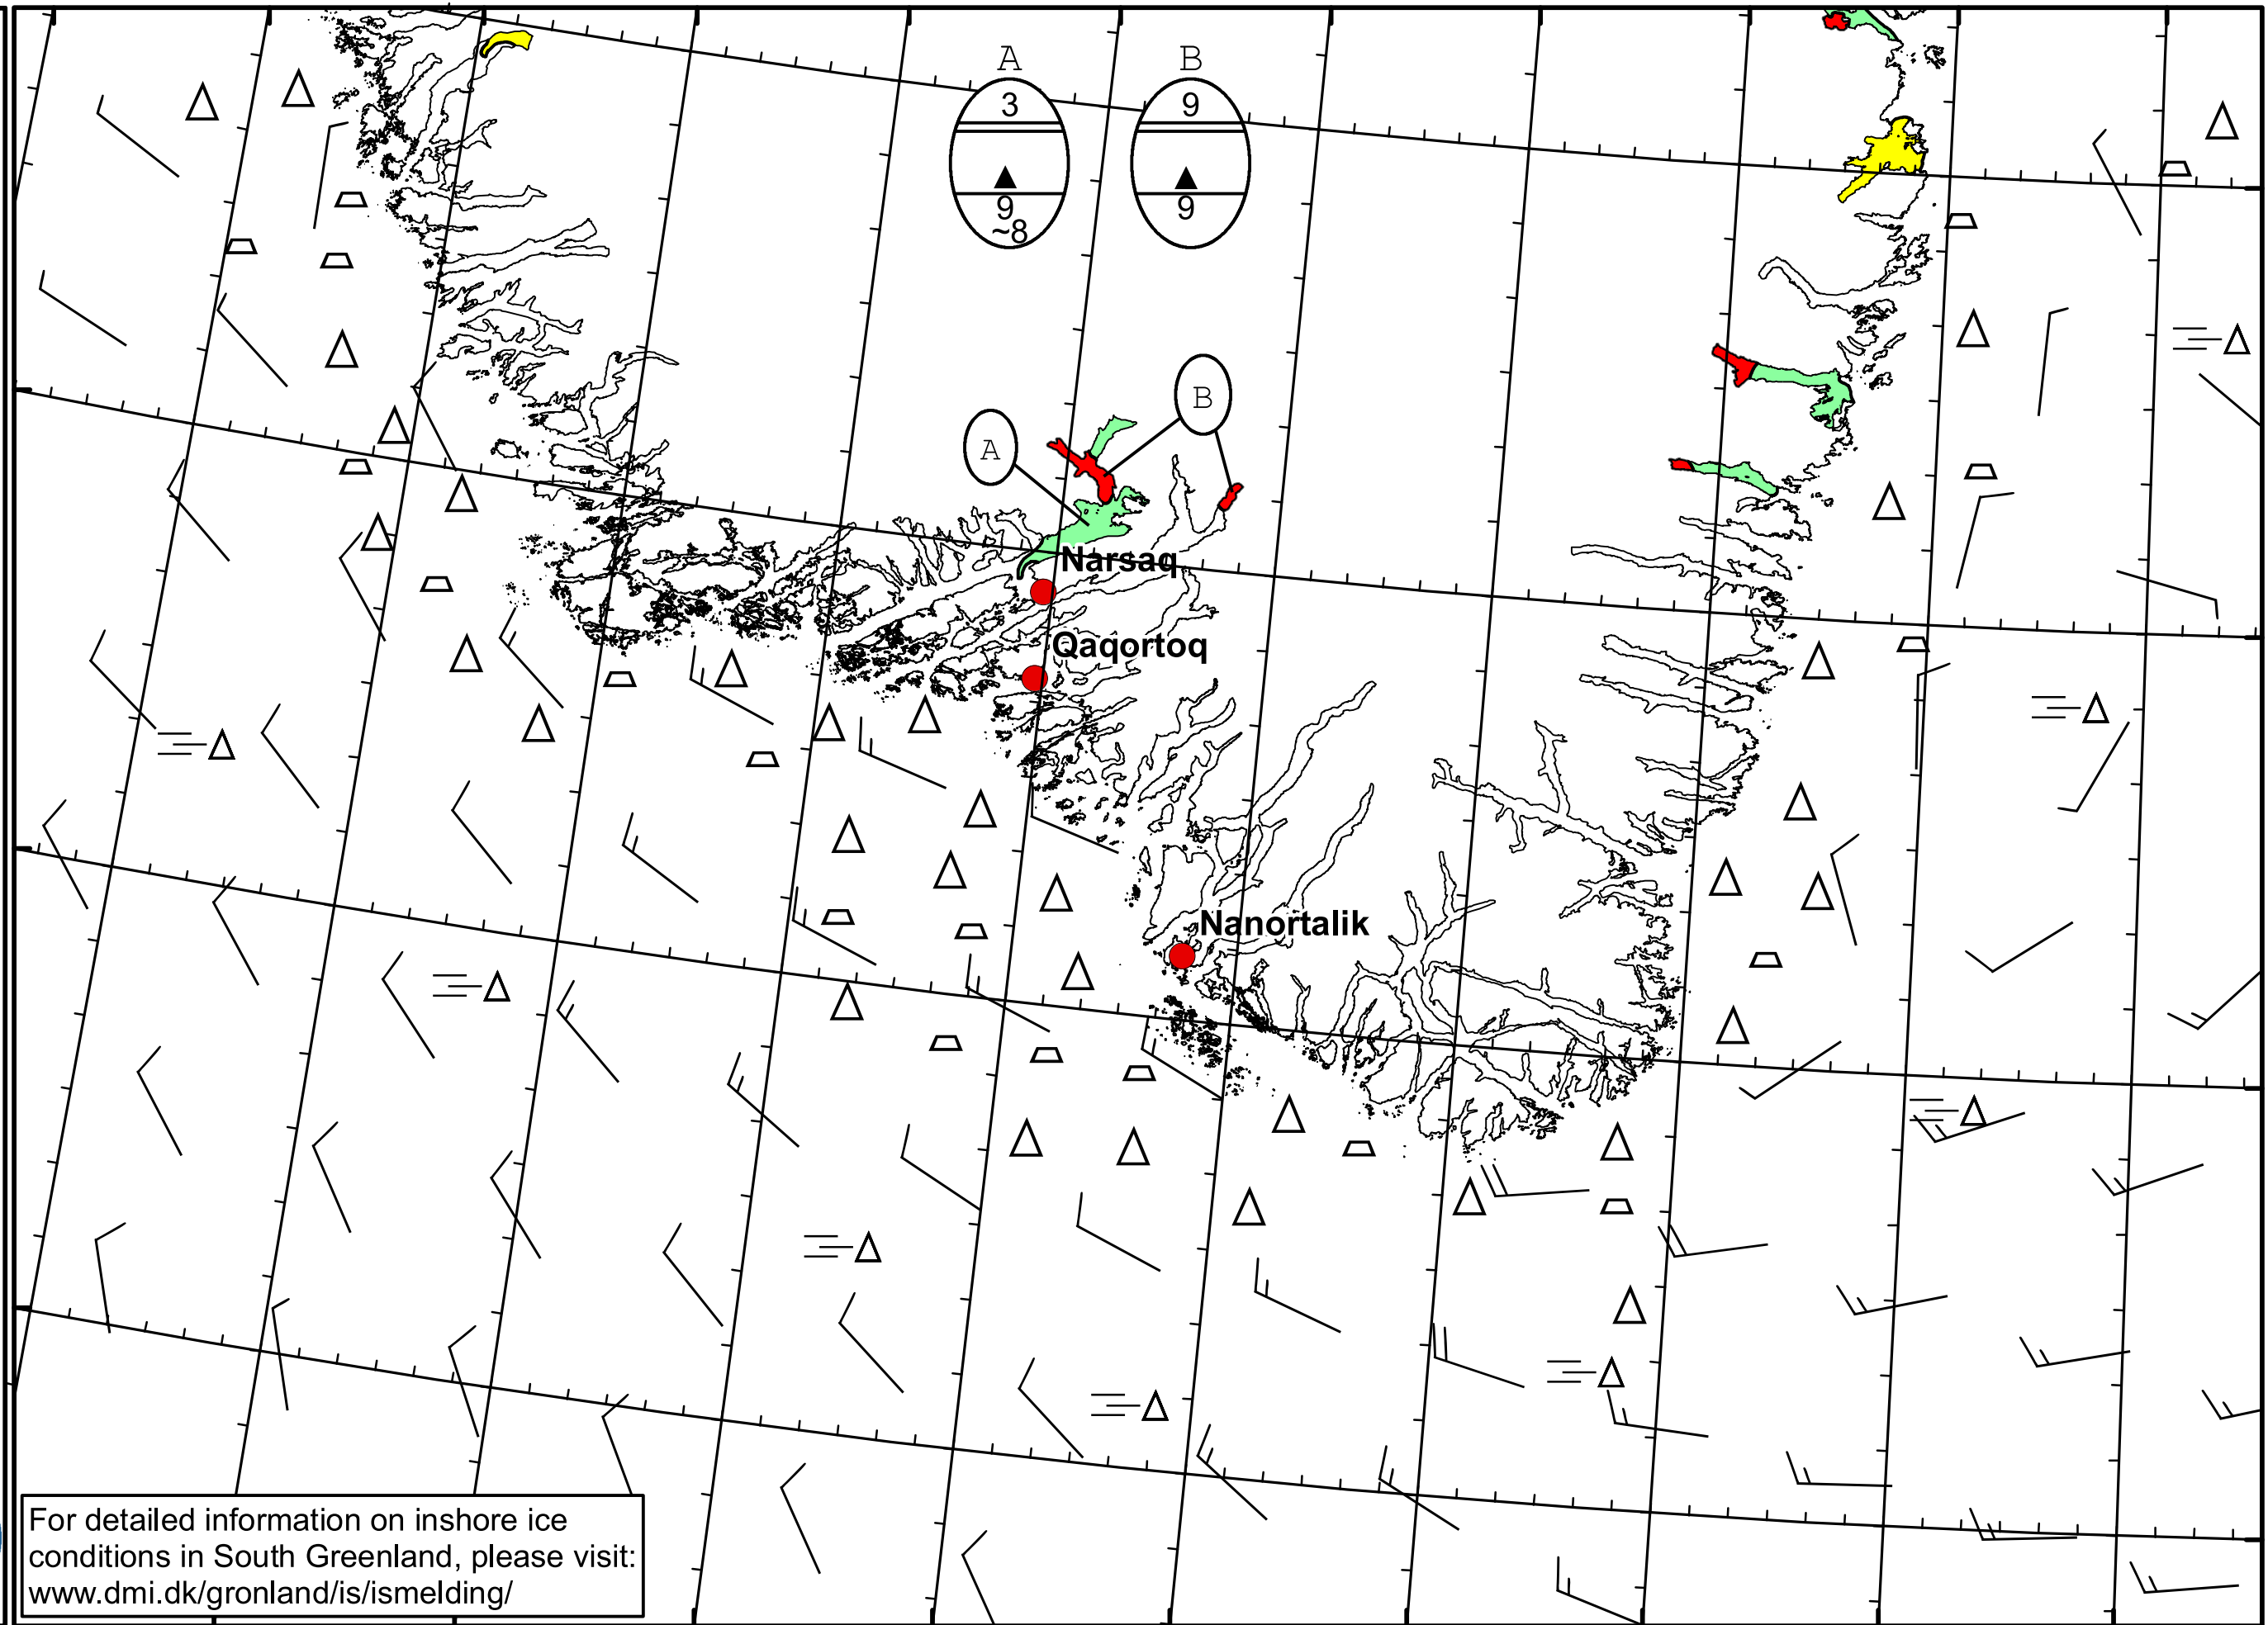 A B
3 9
9 9
~8
B
A
Narsaq
Qaqortoq
Nanortalik
For detailed information on inshore ice
conditions in South Greenland, please visit:
www.dmi.dk/gronland/is/ismelding/